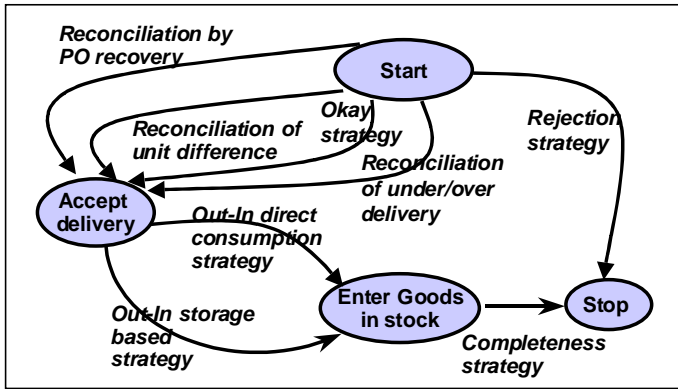 Reconciliation by
PO recovery
Start
Okay
strategy
Rejection
strategy
Reconciliation of
unit difference
Reconciliation
of under/over
delivery
Accept
delivery
Out-In direct
consumption
strategy
Enter Goods
in stock
Stop
Out-In storage
based
strategy
Completeness
strategy